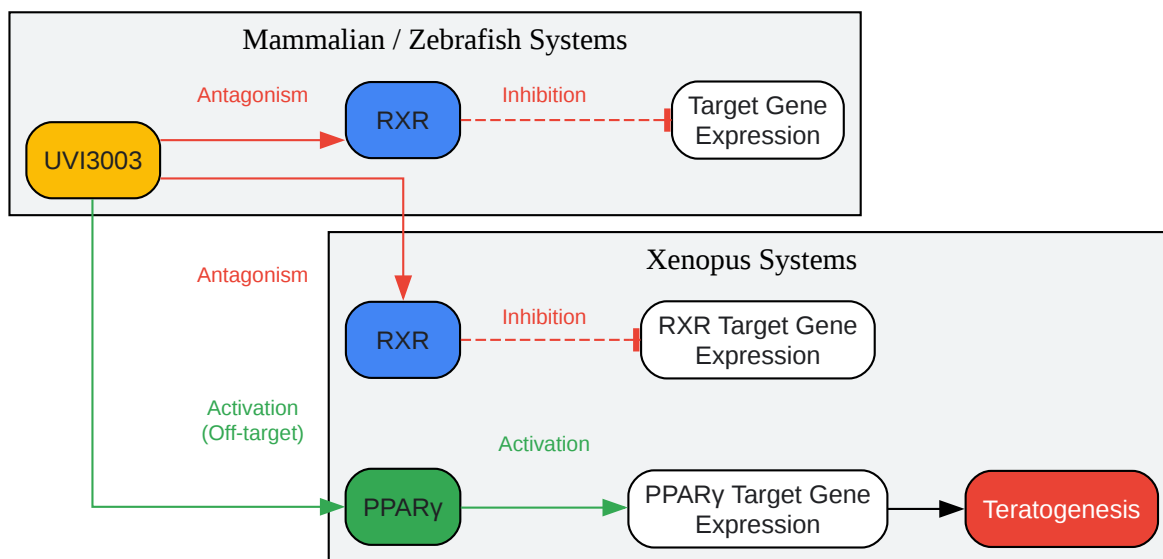 Mammalian / Zebrafish Systems
Antagonism
Inhibition
UVI3003
RXR
Target Gene
Expression
Xenopus Systems
Antagonism
Inhibition
RXR
RXR Target Gene
Expression
Activation
(Off-target)
Activation
PPARγ
PPARγ Target Gene
Expression
Teratogenesis